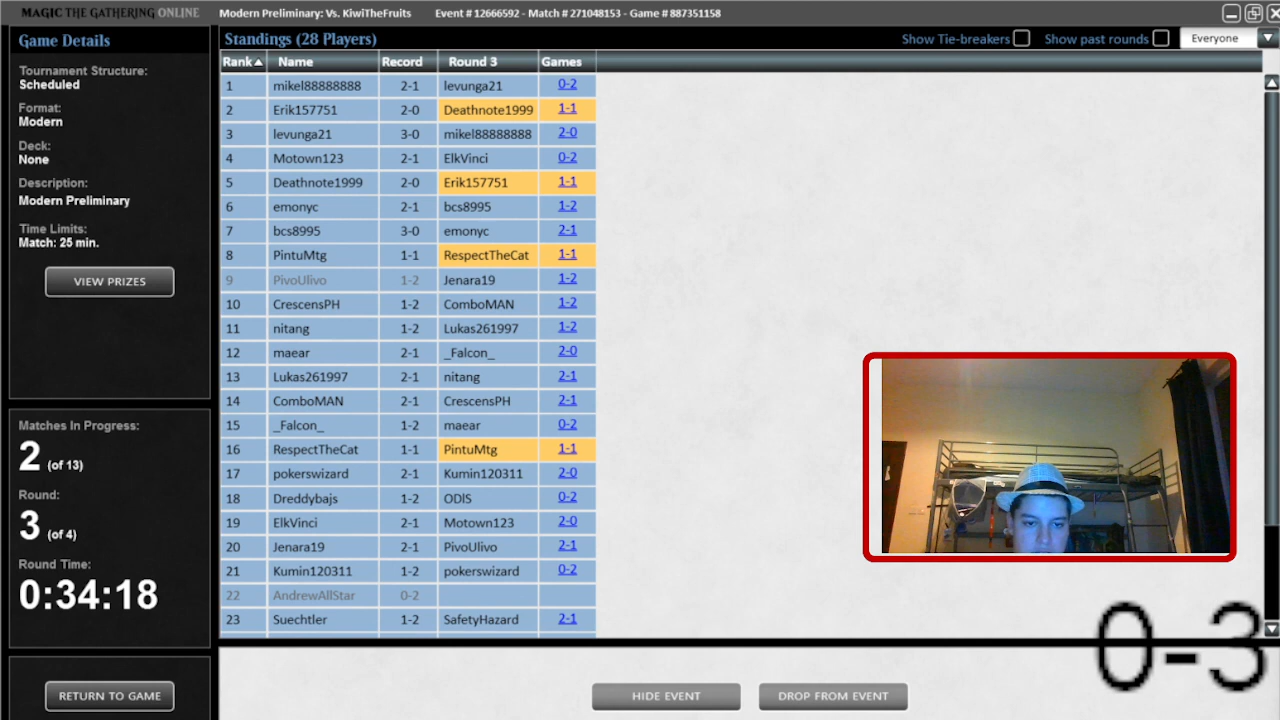 MAGIC THE GATHERING ONLINE Modern Preliminary: Vs. KiwiTheFruits Event # 12666592 - Match # 271048153 - Game # 887351158
Game Details
Tournament Structure:
Scheduled
Format:
Modern
Deck:
None
Description:
Modern Preliminary
Time Limits:
Match: 25 min.
VIEW PRIZES
Matches In Progress:
2 (of 13)
Round:
3 (of 4)
Round Time:
0:34:18
RETURN TO GAME
Standings (28 Players) Show Tie-breakers Show past rounds Everyone
Rank Name Record Round 3 Games
1 mikel88888888 2-1 levunga21 0-2
2 Erik157751 2-0 Deathnote1999 1-1
3 levunga21 3-0 mikel88888888 2-0
4 Motown123 2-1 ElkVinci 0-2
5 Deathnote1999 2-0 Erik157751 1-1
6 emonyc 2-1 bcs8995 1-2
7 bcs8995 3-0 emonyc 2-1
8 PintuMtg 1-1 RespectTheCat 1-1
9 PivoUlivo 1-2 Jenara19 1-2
10 CrescensPH 1-2 ComboMAN 1-2
11 nitang 1-2 Lukas261997 1-2
12 maear 2-1 _Falcon_ 2-0
13 Lukas261997 2-1 nitang 2-1
14 ComboMAN 2-1 CrescensPH 2-1
15 _Falcon_ 1-2 maear 0-2
16 RespectTheCat 1-1 PintuMtg 1-1
17 pokerswizard 2-1 Kumin120311 2-0
18 Dreddybajs 1-2 ODIS 0-2
19 ElkVinci 2-1 Motown123 2-0
20 Jenara19 2-1 PivoUlivo 2-1
21 Kumin120311 1-2 pokerswizard 0-2
22 AndrewAllStar 0-2
23 Suechtler 1-2 SafetyHazard 2-1
0-3
HIDE EVENT DROP FROM EVENT